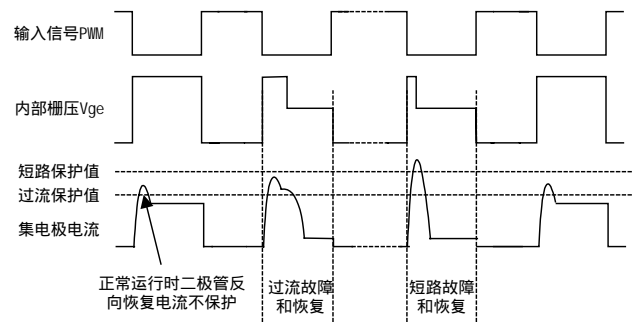 输入信号PWM
内部栅压Vge
短路保护值
过流保护值
集电极电流
正常运行时二极管反
向恢复电流不保护
过流故障
和恢复
短路故障
和恢复